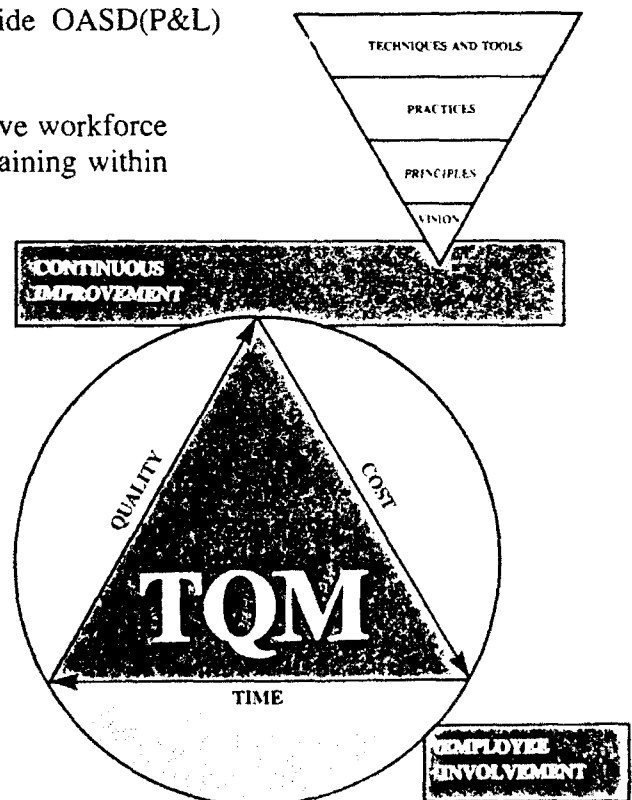 ide OASD(P&L)
ve workforce
aining within
TECHNIQUES AND TOOLS
PRACTICES
PRINCIPLES
VISION
CONTINUOUS
IMPROVEMENT
QUALITY
COST
TQM
TIME
EMPLOYEE
INVOLVEMENT